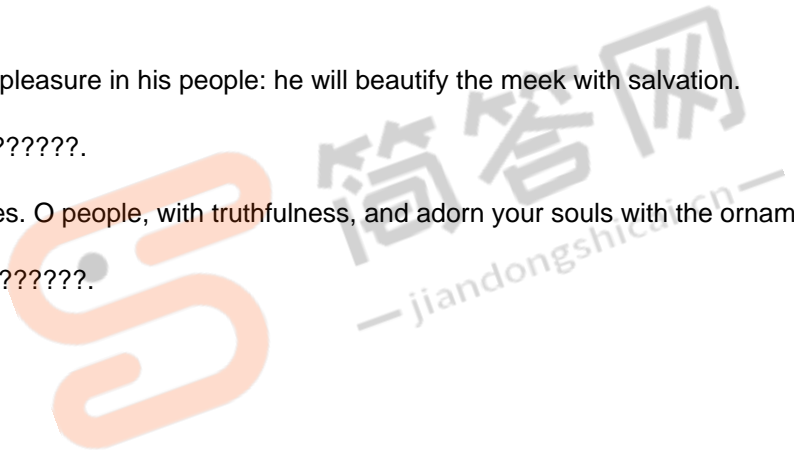 pleasure in his people: he will beautify the meek with salvation.
??????.
es. O people, with truthfulness, and adorn your souls with the ornam
???????.
简答网
jiandongshicai.cn